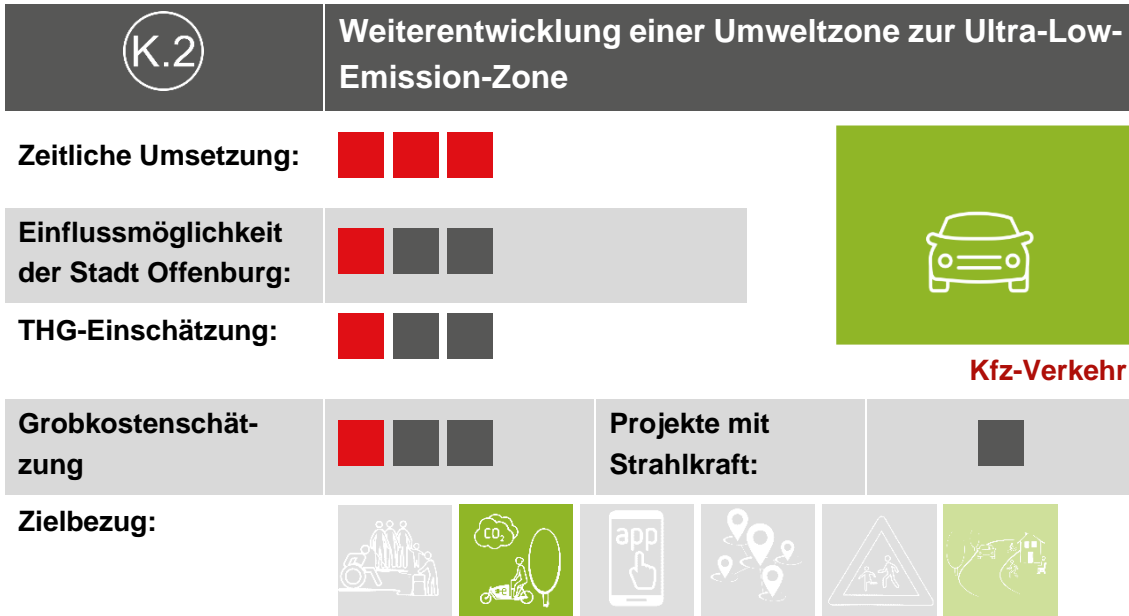 K.2
Weiterentwicklung einer Umweltzone zur Ultra-Low-
Emission-Zone
Zeitliche Umsetzung:
Einflussmöglichkeit
der Stadt Offenburg:
THG-Einschätzung:
Kfz-Verkehr
Grobkostenschät-
zung
Projekte mit
Strahlkraft:
Zielbezug:
CO₂
app